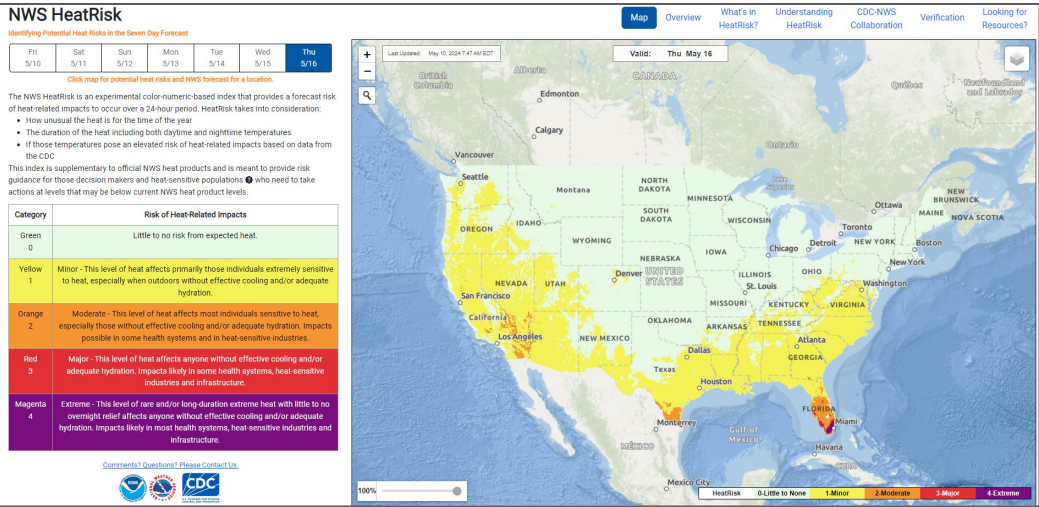 NWS HeatRisk
Identifying Potential Heat Risks in the Seven Day Forecast
Map
Overview
What's in HeatRisk?
Understanding HeatRisk
CDC-NWS Collaboration
Verification
Looking for Resources?
Fri 5/10
Sat 5/11
Sun 5/12
Mon 5/13
Tue 5/14
Wed 5/15
Thu 5/16
Click map for potential heat risks and NWS forecast for a location.
The NWS HeatRisk is an experimental color-numeric-based index that provides a forecast risk
of heat-related impacts to occur over a 24-hour period. HeatRisk takes into consideration:
• How unusual the heat is for the time of the year
• The duration of the heat including both daytime and nighttime temperatures
• If those temperatures pose an elevated risk of heat-related impacts based on data from
the CDC
This index is supplementary to official NWS heat products and is meant to provide risk
guidance for those decision makers and heat-sensitive populations ? who need to take
actions at levels that may be below current NWS heat product levels.
Category
Risk of Heat-Related Impacts
Green
0
Little to no risk from expected heat.
Yellow
1
Minor - This level of heat affects primarily those individuals extremely sensitive
to heat, especially when outdoors without effective cooling and/or adequate
hydration.
Orange
2
Moderate - This level of heat affects most individuals sensitive to heat,
especially those without effective cooling and/or adequate hydration. Impacts
possible in some health systems and in heat-sensitive industries.
Red
3
Major - This level of heat affects anyone without effective cooling and/or
adequate hydration. Impacts likely in some health systems, heat-sensitive
industries and infrastructure.
Magenta
4
Extreme - This level of rare and/or long-duration extreme heat with little to no
overnight relief affects anyone without effective cooling and/or adequate
hydration. Impacts likely in most health systems, heat-sensitive industries and
infrastructure.
Comments? Questions? Please Contact Us.
CDC
+
−
Last Updated: May 10, 2024 7:47 AM EDT
Valid: Thu May 16
British
Columbia
Alberta
CANADA
Québec
Newfoundland
and Labrador
Edmonton
Calgary
Ontario
Vancouver
Seattle
Lake
Superior
Montana
NORTH
DAKOTA
MINNESOTA
Ottawa
NEW
BRUNSWICK
MAINE
NOVA SCOTIA
OREGON
IDAHO
SOUTH
DAKOTA
WISCONSIN
Toronto
WYOMING
Chicago
Detroit
NEW YORK
Boston
IOWA
NEBRASKA
New York
NEVADA
UTAH
Denver
UNITED
STATES
ILLINOIS
OHIO
St. Louis
Washington
San Francisco
MISSOURI
KENTUCKY
VIRGINIA
California
OKLAHOMA
ARKANSAS
TENNESSEE
Los Angeles
NEW MEXICO
Atlanta
Dallas
GEORGIA
Texas
Houston
FLORIDA
Monterrey
Gulf of
Mexico
Miami
MÉXICO
Havana
CUBA
Mexico City
100%
HeatRisk
0-Little to None
1-Minor
2-Moderate
3-Major
4-Extreme